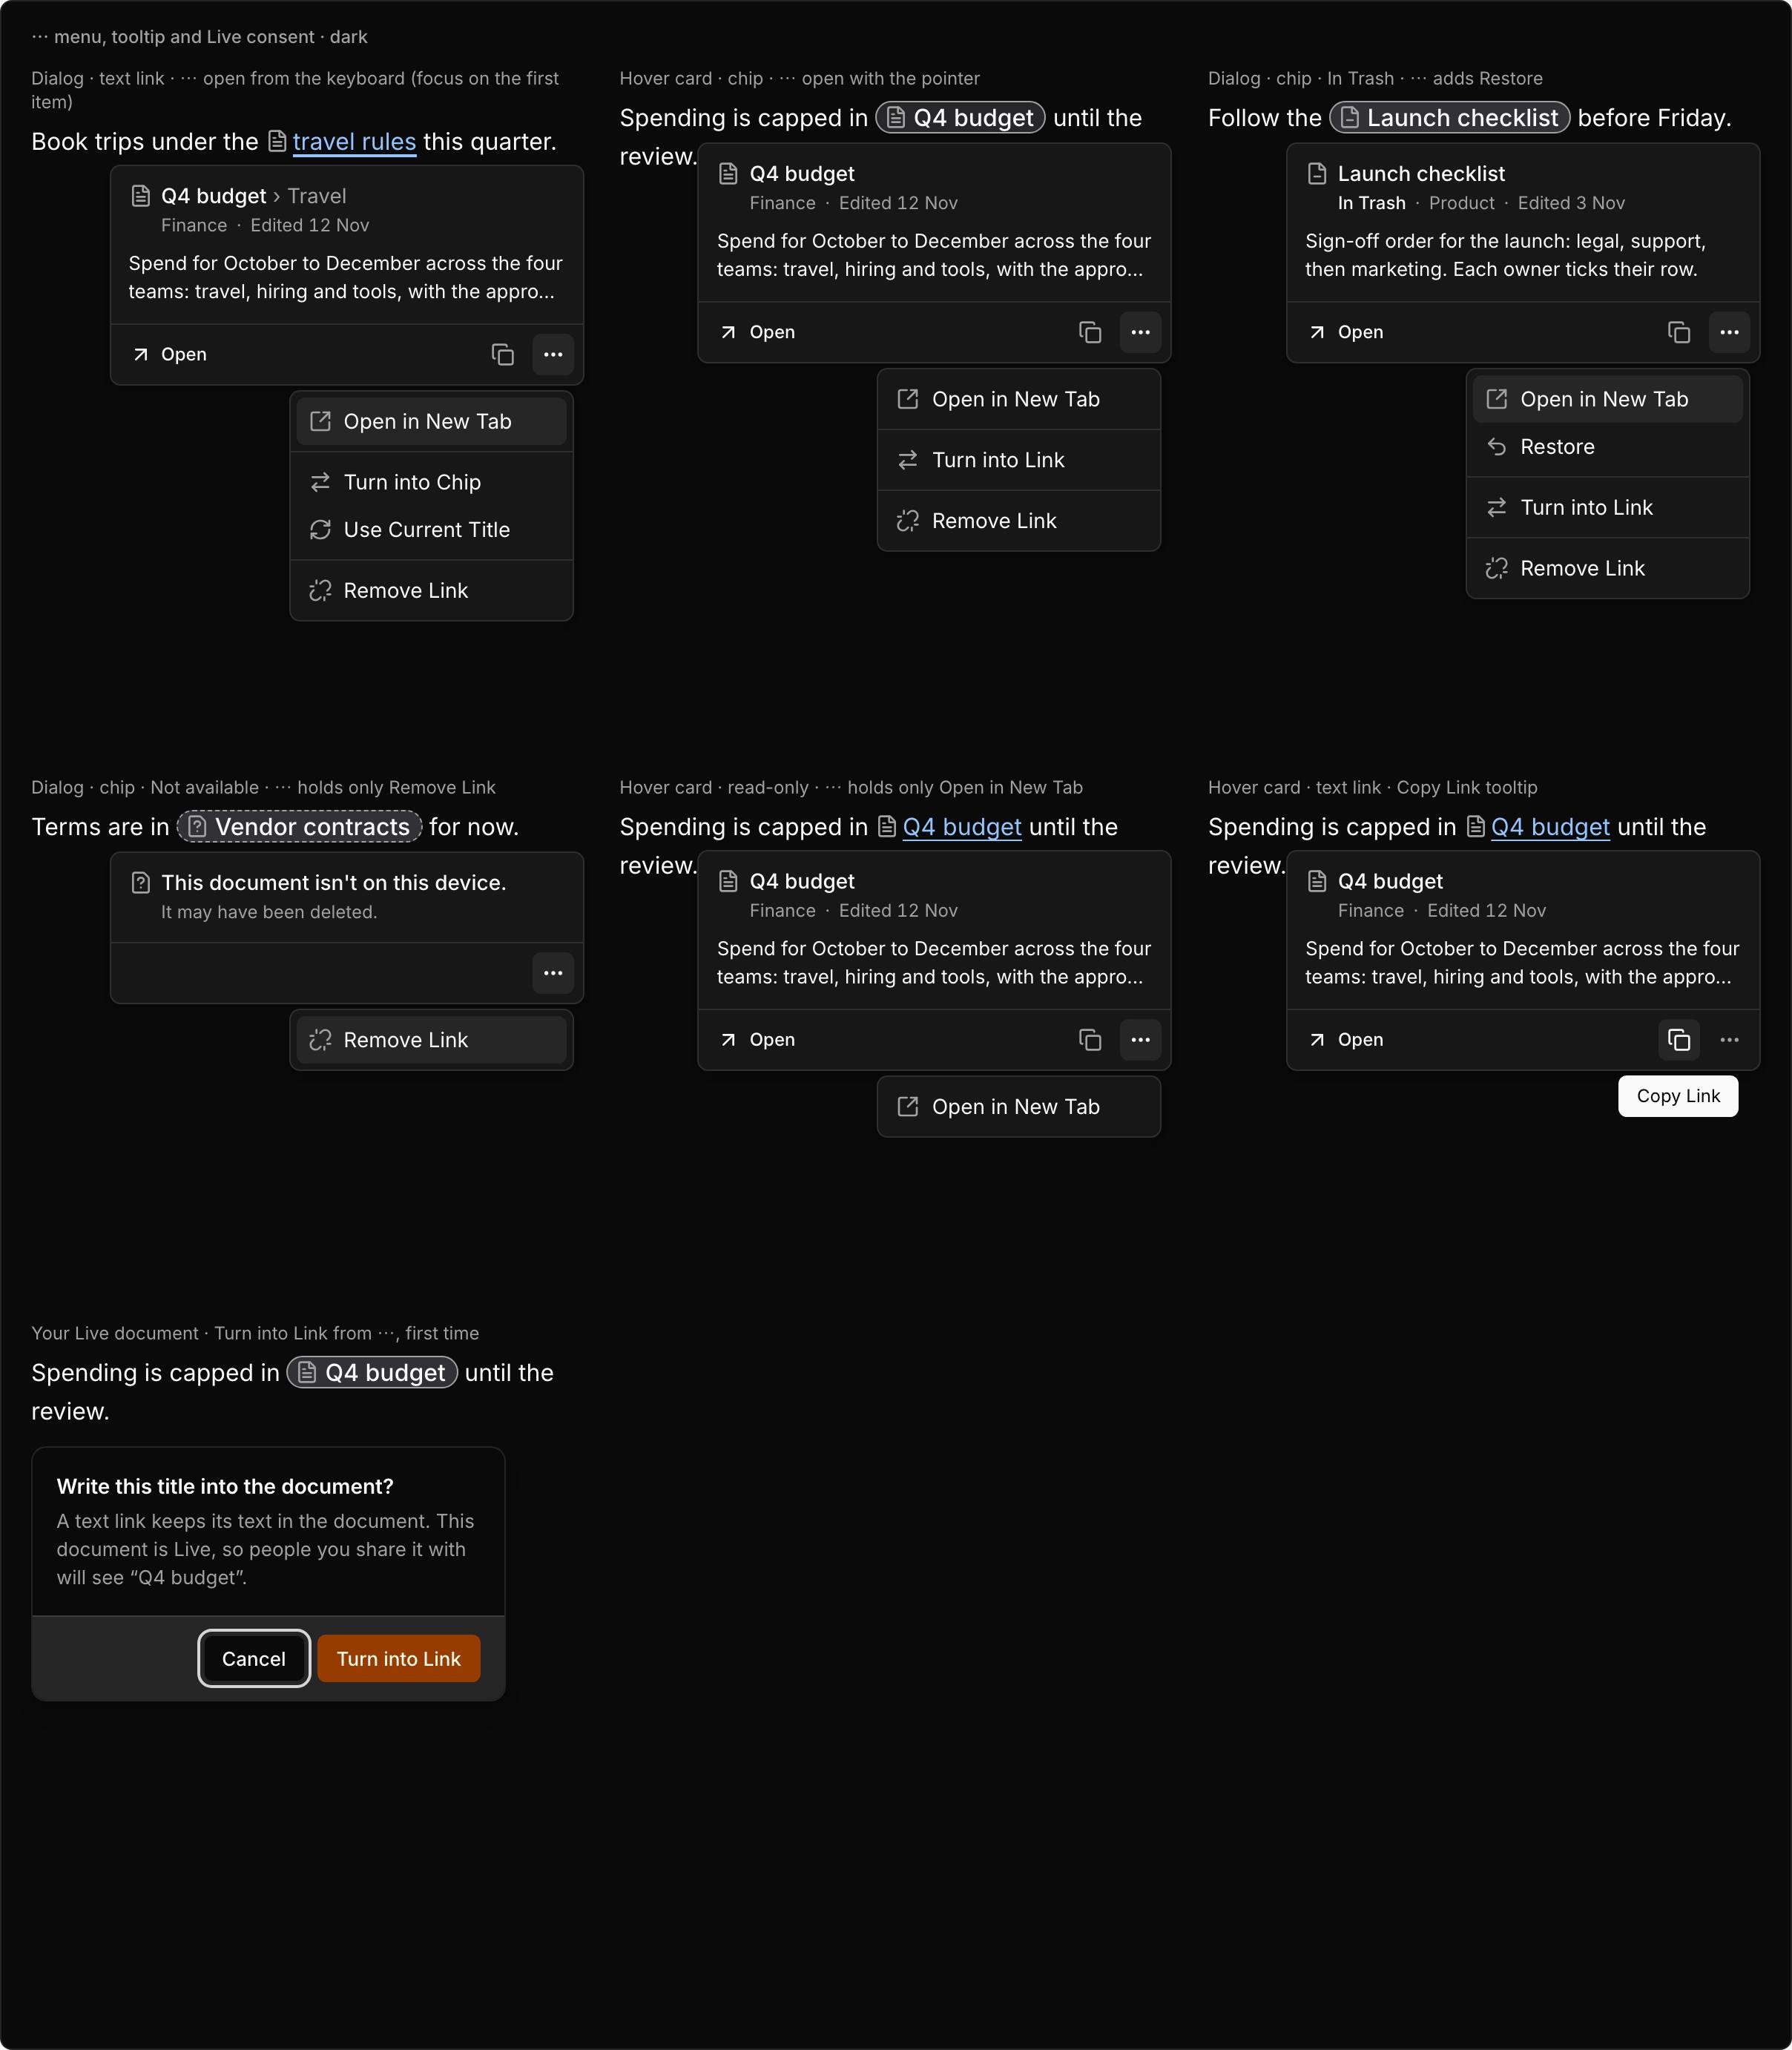 ··· menu, tooltip and Live consent · dark
Dialog · text link · ··· open from the keyboard (focus on the first
item)
Book trips under the travel rules this quarter.
Q4 budget › Travel
Finance · Edited 12 Nov
Spend for October to December across the four
teams: travel, hiring and tools, with the appro...
Open
Open in New Tab
Turn into Chip
Use Current Title
Remove Link
Hover card · chip · ··· open with the pointer
Spending is capped in Q4 budget until the
review.
Q4 budget
Finance · Edited 12 Nov
Spend for October to December across the four
teams: travel, hiring and tools, with the appro...
Open
Open in New Tab
Turn into Link
Remove Link
Dialog · chip · In Trash · ··· adds Restore
Follow the Launch checklist before Friday.
Launch checklist
In Trash · Product · Edited 3 Nov
Sign-off order for the launch: legal, support,
then marketing. Each owner ticks their row.
Open
Open in New Tab
Restore
Turn into Link
Remove Link
Dialog · chip · Not available · ··· holds only Remove Link
Terms are in Vendor contracts for now.
This document isn't on this device.
It may have been deleted.
Remove Link
Hover card · read-only · ··· holds only Open in New Tab
Spending is capped in Q4 budget until the
review.
Q4 budget
Finance · Edited 12 Nov
Spend for October to December across the four
teams: travel, hiring and tools, with the appro...
Open
Open in New Tab
Hover card · text link · Copy Link tooltip
Spending is capped in Q4 budget until the
review.
Q4 budget
Finance · Edited 12 Nov
Spend for October to December across the four
teams: travel, hiring and tools, with the appro...
Open
Copy Link
Your Live document · Turn into Link from ···, first time
Spending is capped in Q4 budget until the
review.
Write this title into the document?
A text link keeps its text in the document. This
document is Live, so people you share it with
will see “Q4 budget”.
Cancel
Turn into Link